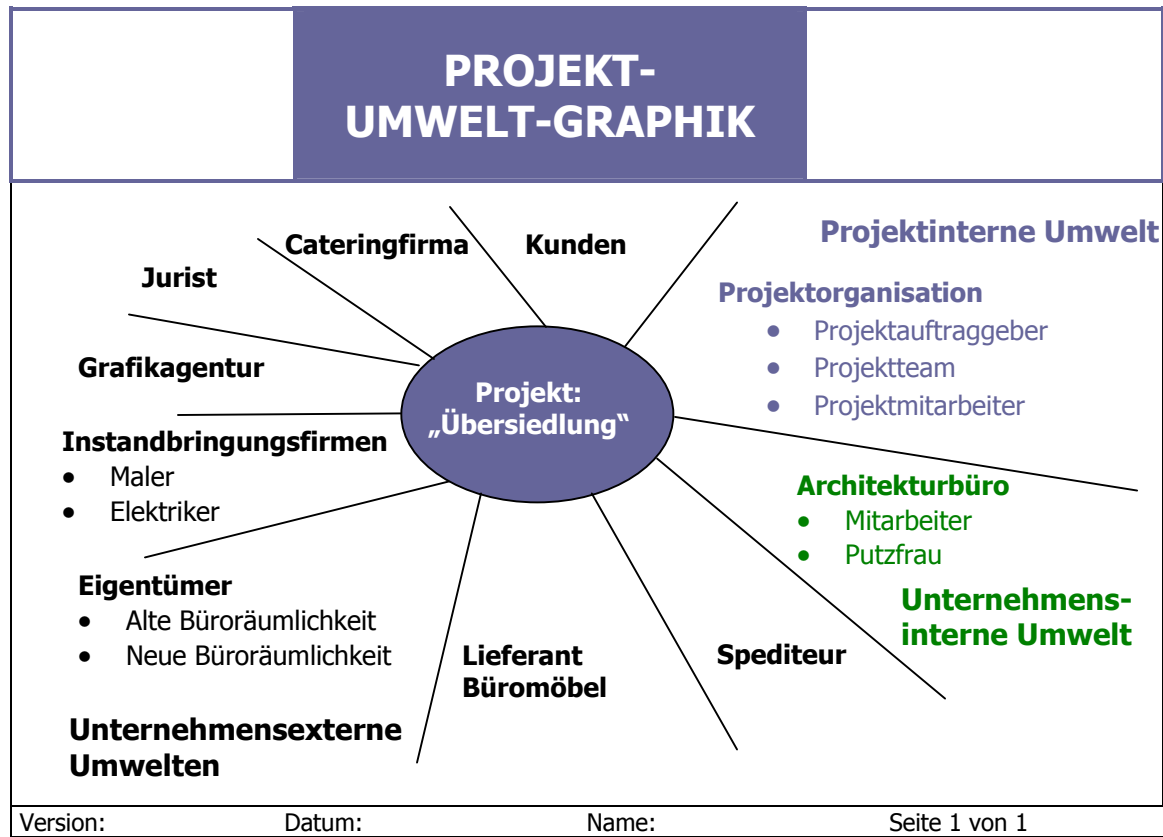 PROJEKT-
UMWELT-GRAPHIK
Cateringfirma
Kunden
Jurist
Grafikagentur
Projekt:
„Übersiedlung“
Projektinterne Umwelt
Projektorganisation
• Projektauftraggeber
• Projektteam
• Projektmitarbeiter
Instandbringungsfirmen
• Maler
• Elektriker
Architekturbüro
• Mitarbeiter
• Putzfrau
Unternehmens-
interne Umwelt
Eigentümer
• Alte Büroräumlichkeit
• Neue Büroräumlichkeit
Lieferant
Büromöbel
Spediteur
Unternehmensexterne
Umwelten
Version: Datum: Name: Seite 1 von 1